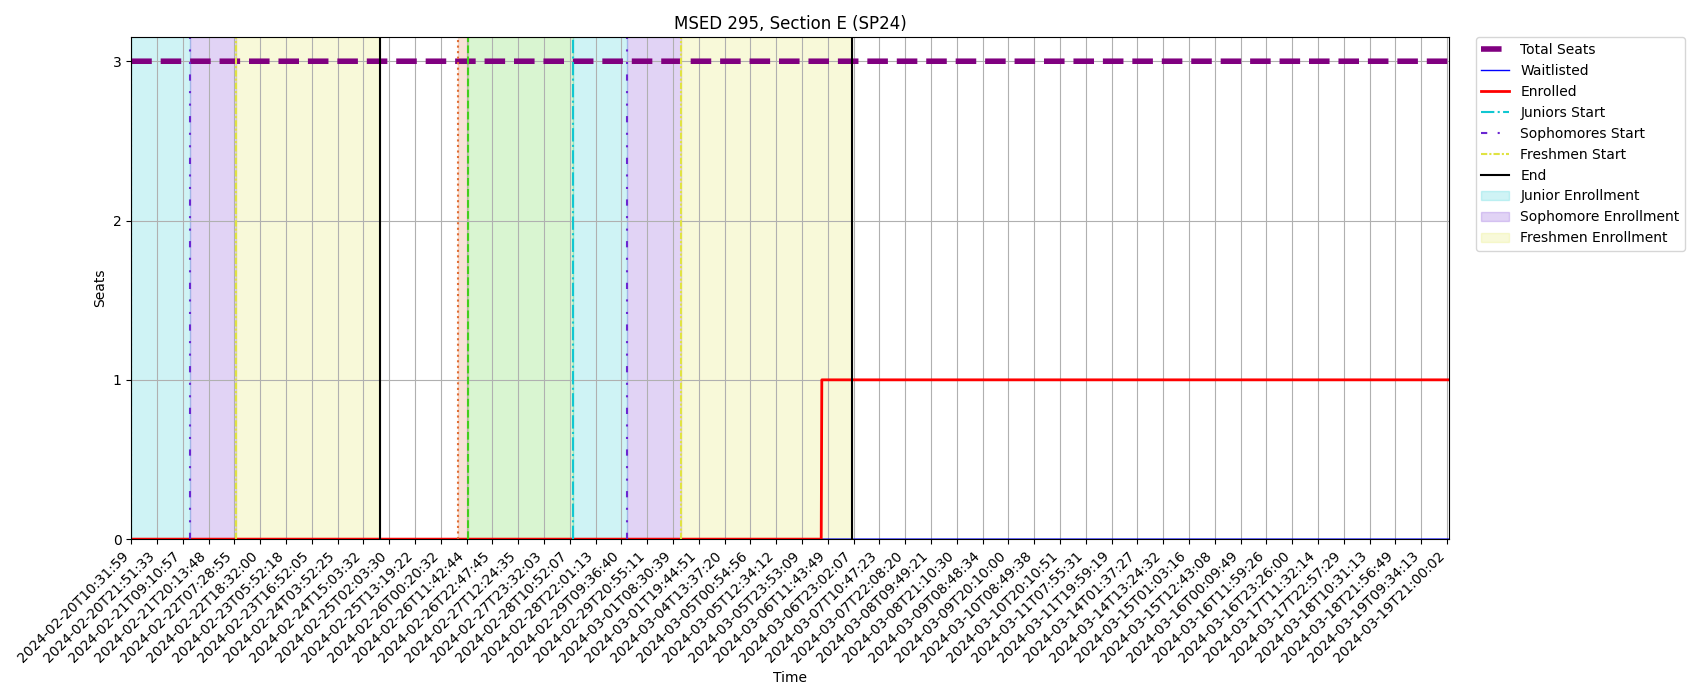 MSED 295, Section E (SP24)
3
2
1
0
Seats
2024-02-20T10:31:59
2024-02-20T21:51:33
2024-02-21T09:10:57
2024-02-21T20:13:48
2024-02-22T07:28:55
2024-02-22T18:32:00
2024-02-23T05:52:18
2024-02-23T16:52:05
2024-02-24T03:52:25
2024-02-24T15:03:32
2024-02-25T02:03:30
2024-02-25T13:19:22
2024-02-26T00:20:32
2024-02-26T11:42:44
2024-02-26T22:47:45
2024-02-27T12:24:35
2024-02-27T23:32:03
2024-02-28T10:52:07
2024-02-28T22:01:13
2024-02-29T09:36:40
2024-02-29T20:55:11
2024-03-01T08:30:39
2024-03-01T19:44:51
2024-03-04T13:37:20
2024-03-05T00:54:56
2024-03-05T12:34:12
2024-03-05T23:53:09
2024-03-06T11:43:49
2024-03-06T23:02:07
2024-03-07T10:47:23
2024-03-07T22:08:20
2024-03-08T09:49:21
2024-03-08T21:10:30
2024-03-09T08:48:34
2024-03-09T20:10:00
2024-03-10T08:49:38
2024-03-10T20:10:51
2024-03-11T07:55:31
2024-03-11T19:59:19
2024-03-14T01:37:27
2024-03-14T13:24:32
2024-03-15T01:03:16
2024-03-15T12:43:08
2024-03-16T00:09:49
2024-03-16T11:59:26
2024-03-16T23:26:00
2024-03-17T11:32:14
2024-03-17T22:57:29
2024-03-18T10:31:13
2024-03-18T21:56:49
2024-03-19T09:34:13
2024-03-19T21:00:02
Time
Total Seats
Waitlisted
Enrolled
Juniors Start
Sophomores Start
Freshmen Start
End
Junior Enrollment
Sophomore Enrollment
Freshmen Enrollment